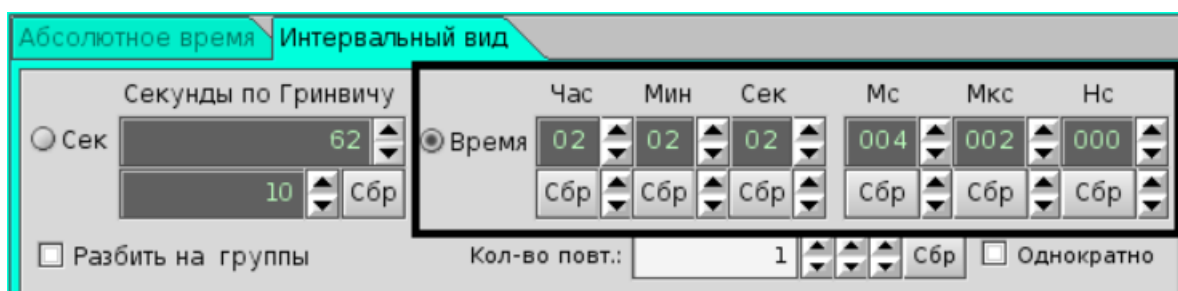 Абсолютное время Интервальный вид
Секунды по Гринвичу Час Мин Сек Мс Мкс Нс
Сек 62 Время 02 02 02 004 002 000
10 Сбр Сбр Сбр Сбр Сбр Сбр Сбр
Разбить на группы Кол-во повт.: 1 Сбр Однократно